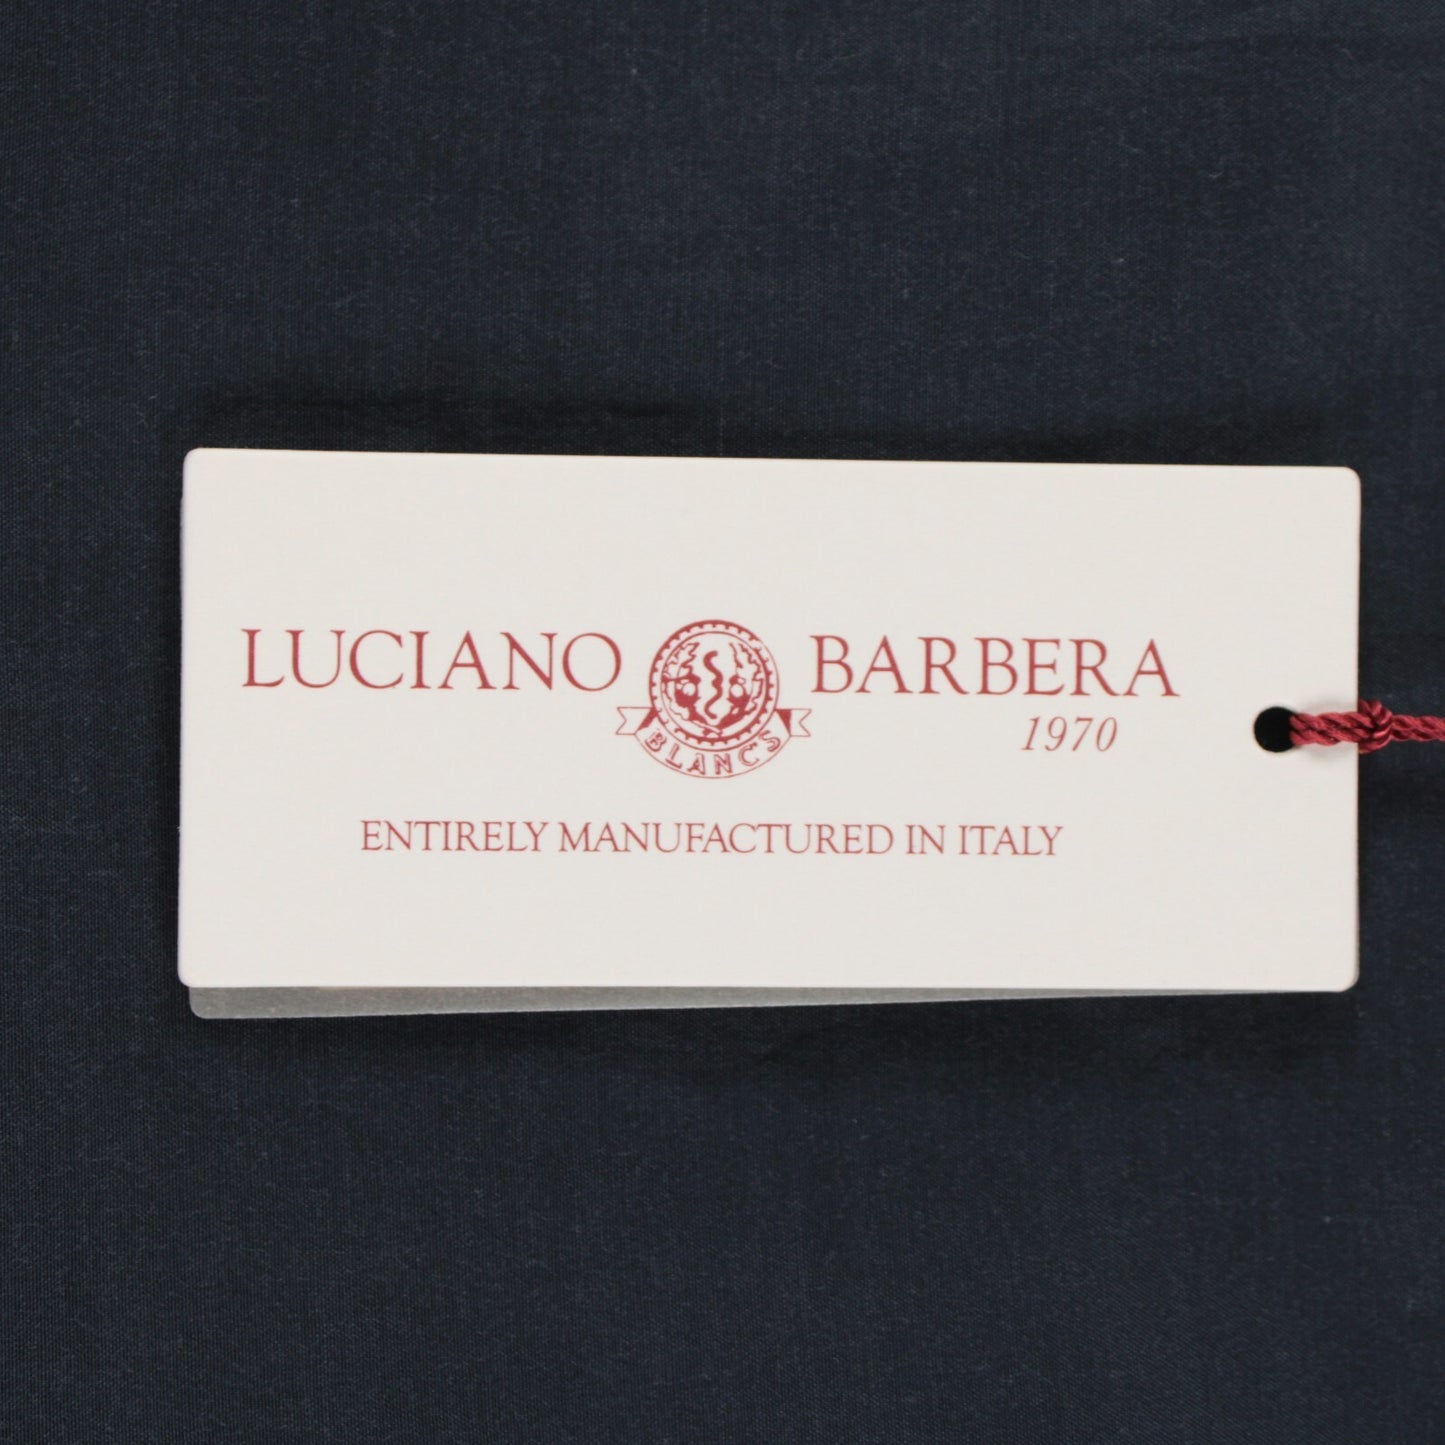 LUCIANO BARBERA
1970
BLANCS
ENTIRELY MANUFACTURED IN ITALY